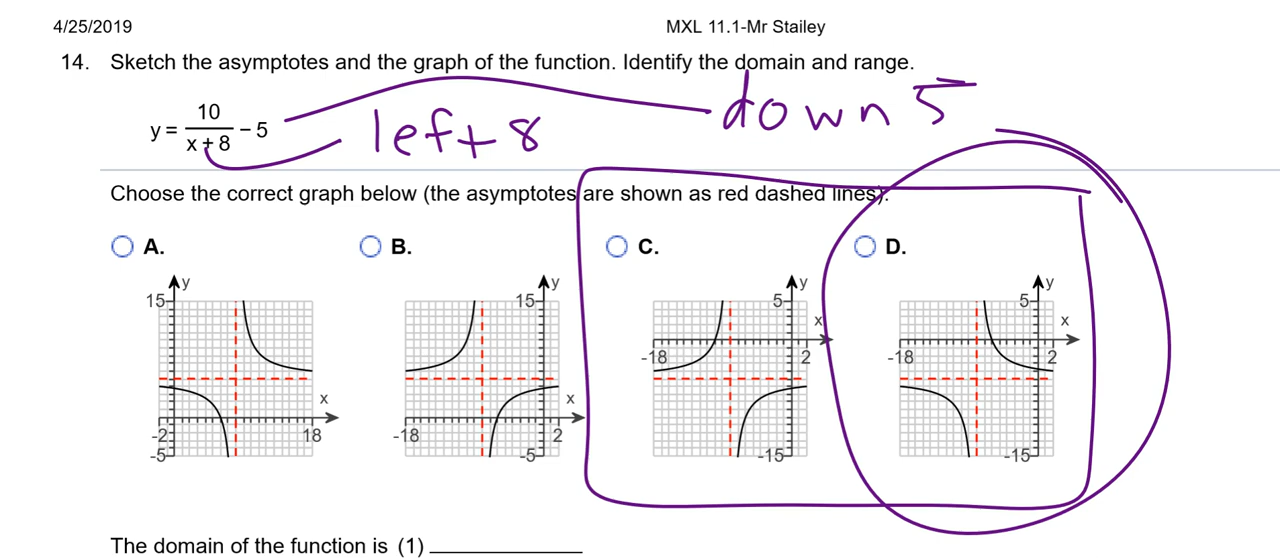 4/25/2019 MXL 11.1-Mr Stailey
14. Sketch the asymptotes and the graph of the function. Identify the domain and range.
y = 10/(x + 8) - 5
left 8
down 5
Choose the correct graph below (the asymptotes are shown as red dashed lines).
A. B. C. D.
y y y y
15 15 5 5
x x
-18 2 -18 2
x x
-2 18 -18 2
-5 -5 -15 -15
The domain of the function is (1) ____________